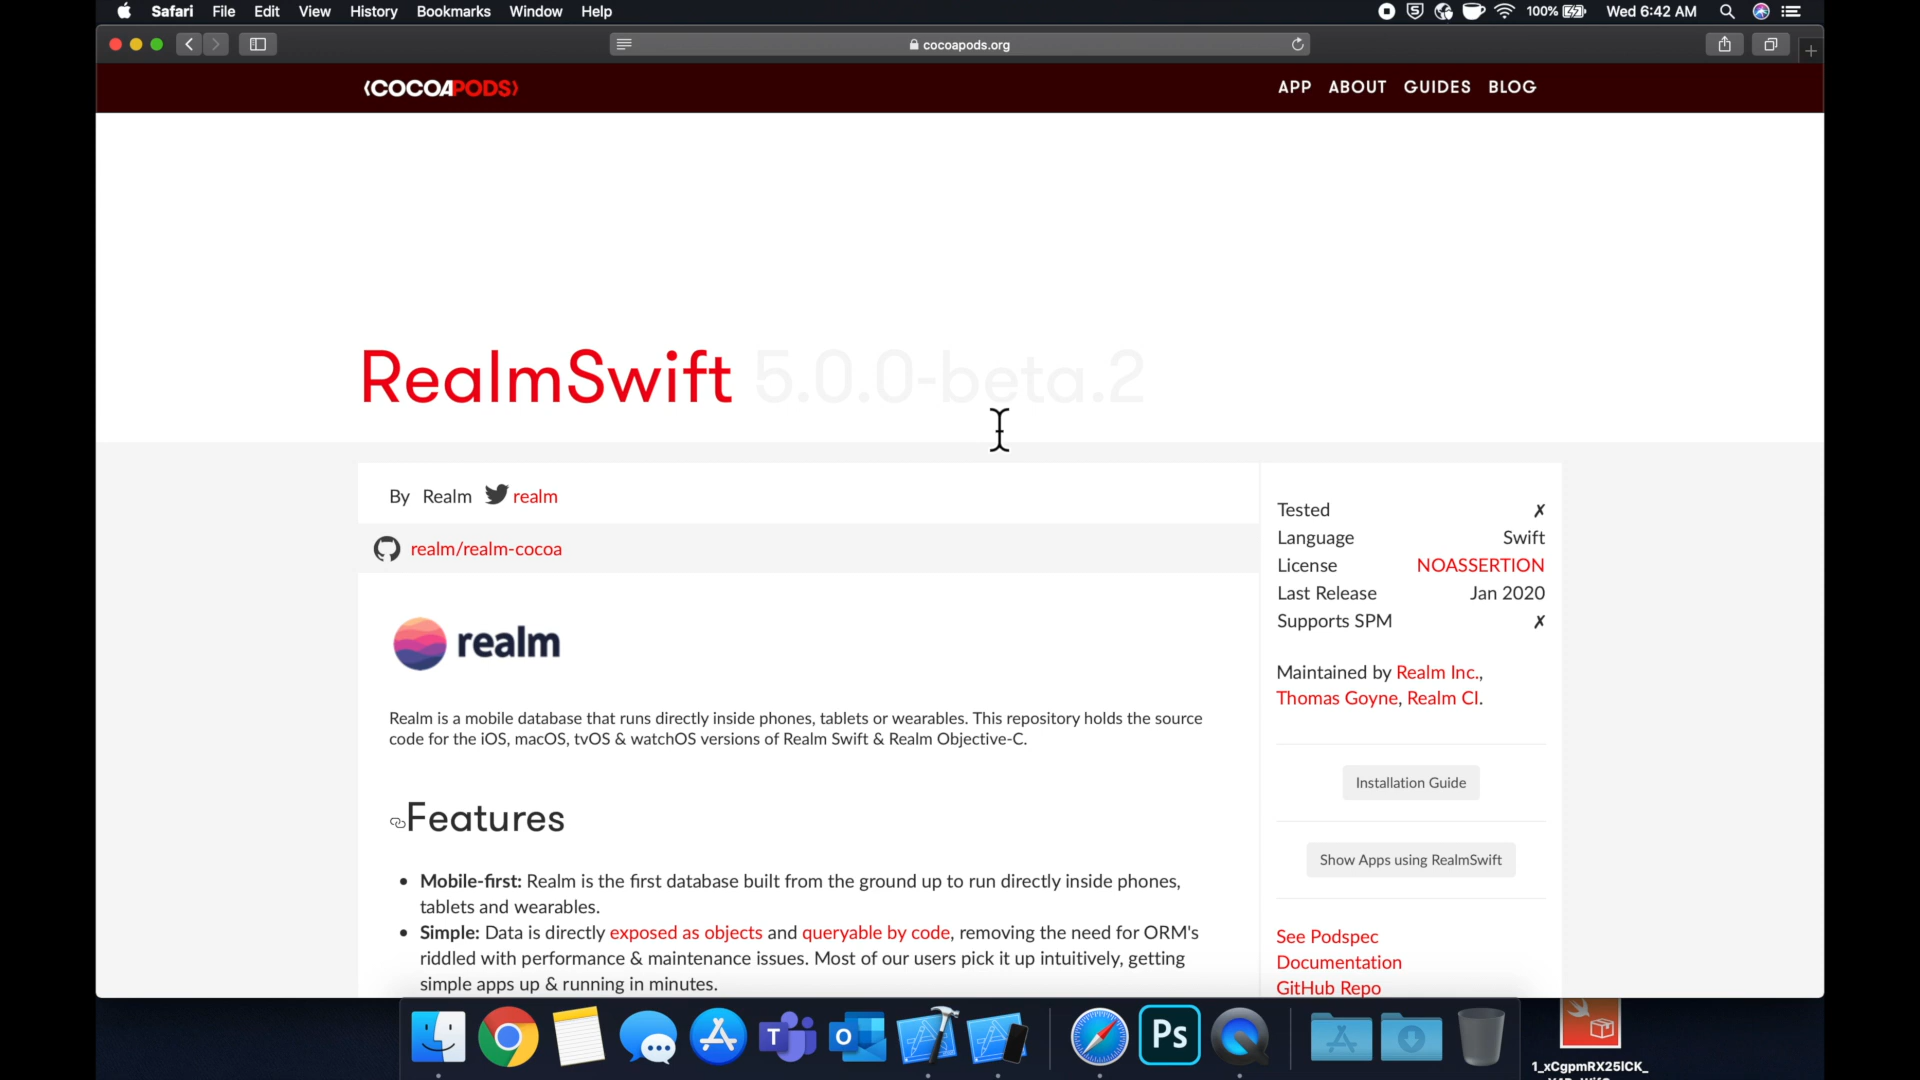 Safari File Edit View History Bookmarks Window Help
100% Wed 6:42 AM
cocoapods.org
COCOAPODS
APP ABOUT GUIDES BLOG
RealmSwift 5.0.0-beta.2
By Realm realm
realm/realm-cocoa
realm
Realm is a mobile database that runs directly inside phones, tablets or wearables. This repository holds the source
code for the iOS, macOS, tvOS & watchOS versions of Realm Swift & Realm Objective-C.
Features
• Mobile-first: Realm is the first database built from the ground up to run directly inside phones,
tablets and wearables.
• Simple: Data is directly exposed as objects and queryable by code, removing the need for ORM's
riddled with performance & maintenance issues. Most of our users pick it up intuitively, getting
simple apps up & running in minutes.
Tested ✗
Language Swift
License NOASSERTION
Last Release Jan 2020
Supports SPM ✗
Maintained by Realm Inc.,
Thomas Goyne, Realm CI.
Installation Guide
Show Apps using RealmSwift
See Podspec
Documentation
GitHub Repo
T
O
Ps
1_xCgpmRX25lCK_